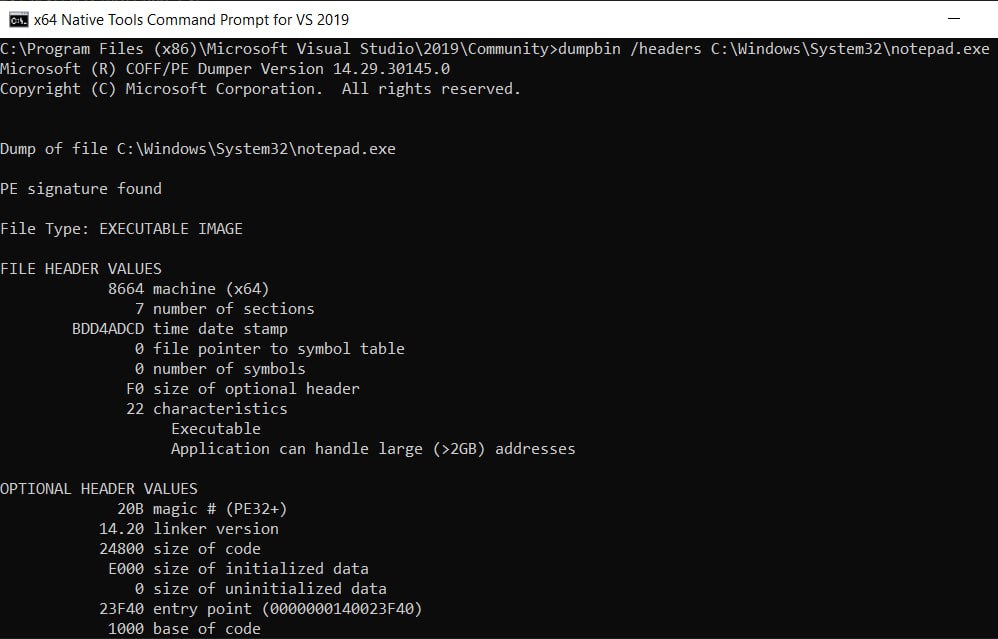 x64 Native Tools Command Prompt for VS 2019
C:\Program Files (x86)\Microsoft Visual Studio\2019\Community>dumpbin /headers C:\Windows\System32\notepad.exe
Microsoft (R) COFF/PE Dumper Version 14.29.30145.0
Copyright (C) Microsoft Corporation.  All rights reserved.
Dump of file C:\Windows\System32\notepad.exe
PE signature found
File Type: EXECUTABLE IMAGE
FILE HEADER VALUES
8664 machine (x64)
7 number of sections
BDD4ADCD time date stamp
0 file pointer to symbol table
0 number of symbols
F0 size of optional header
22 characteristics
Executable
Application can handle large (>2GB) addresses
OPTIONAL HEADER VALUES
20B magic # (PE32+)
14.20 linker version
24800 size of code
E000 size of initialized data
0 size of uninitialized data
23F40 entry point (0000000140023F40)
1000 base of code